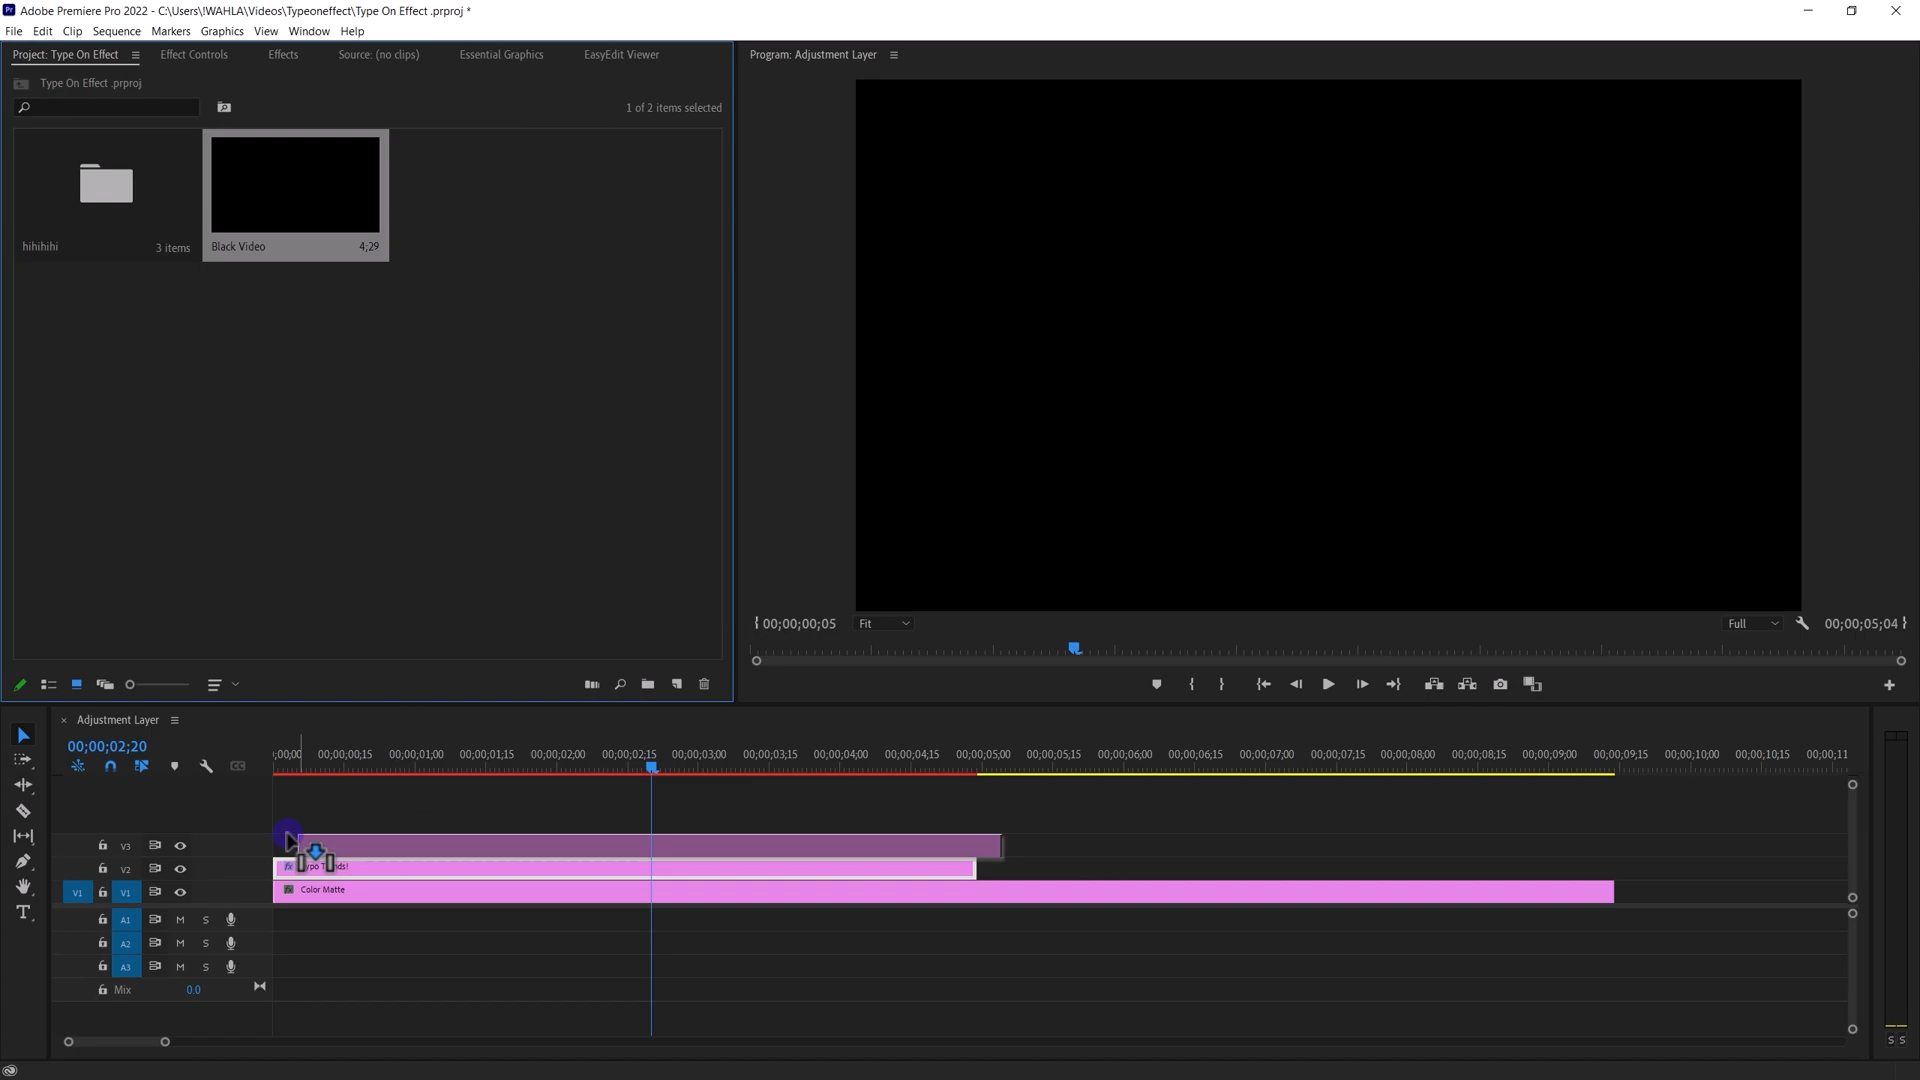 Adobe Premiere Pro 2022 - C:\Users\!WAHLA\Videos\Typeoneffect\Type On Effect .prproj *
File Edit Clip Sequence Markers Graphics View Window Help
Project: Type On Effect Effect Controls Effects Source: (no clips) Essential Graphics EasyEdit Viewer
Program: Adjustment Layer
Type On Effect .prproj
1 of 2 items selected
hihihihi 3 items
Black Video 4;29
00;00;00;05 Fit Full 00;00;05;04
Adjustment Layer
00;00;02;20
;00;00 00;00;00;15 00;00;01;00 00;00;01;15 00;00;02;00 00;00;02;15 00;00;03;00 00;00;03;15 00;00;04;00 00;00;04;15 00;00;05;00 00;00;05;15 00;00;06;00 00;00;06;15 00;00;07;00 00;00;07;15 00;00;08;00 00;00;08;15 00;00;09;00 00;00;09;15 00;00;10;00 00;00;10;15 00;00;11
V3
V2 fx
V1 V1 fx Color Matte
A1 M S
A2 M S
A3 M S
Mix 0.0
S S